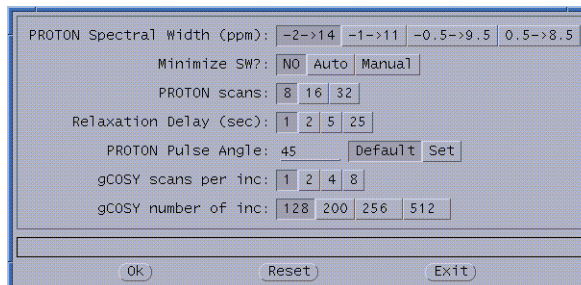 PROTON Spectral Width (ppm): -2->14 -1->11 -0.5->9.5 0.5->8.5
Minimize SW?: NO Auto Manual
PROTON scans: 8 16 32
Relaxation Delay (sec): 1 2 5 25
PROTON Pulse Angle: 45 Default Set
gCOSY scans per inc: 1 2 4 8
gCOSY number of inc: 128 200 256 512
Ok Reset Exit